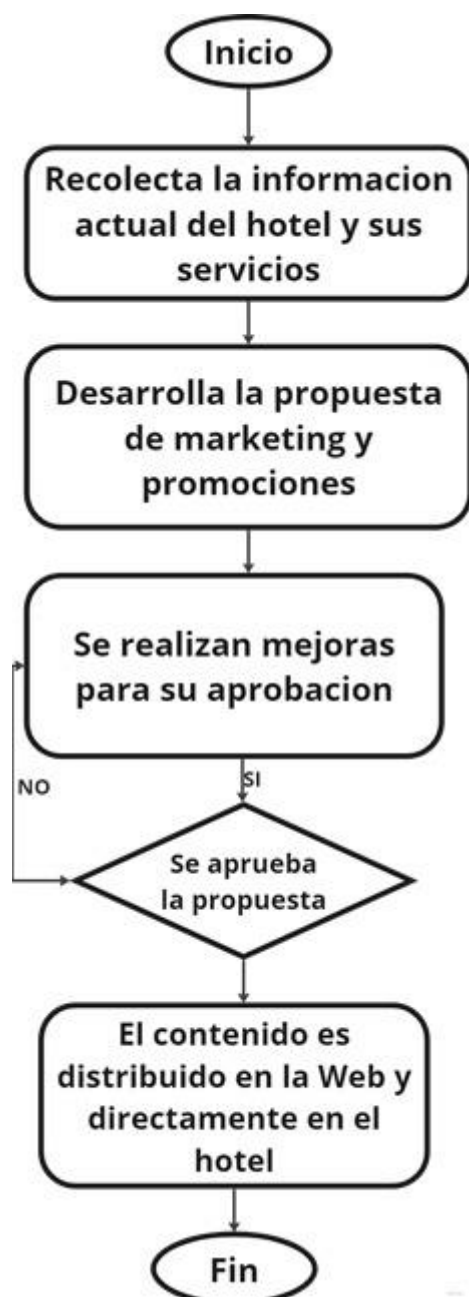 Inicio
Recolecta la informacion
actual del hotel y sus
servicios
Desarrolla la propuesta
de marketing y
promociones
Se realizan mejoras
para su aprobacion
NO
SI
Se aprueba
la propuesta
El contenido es
distribuido en la Web y
directamente en el
hotel
Fin